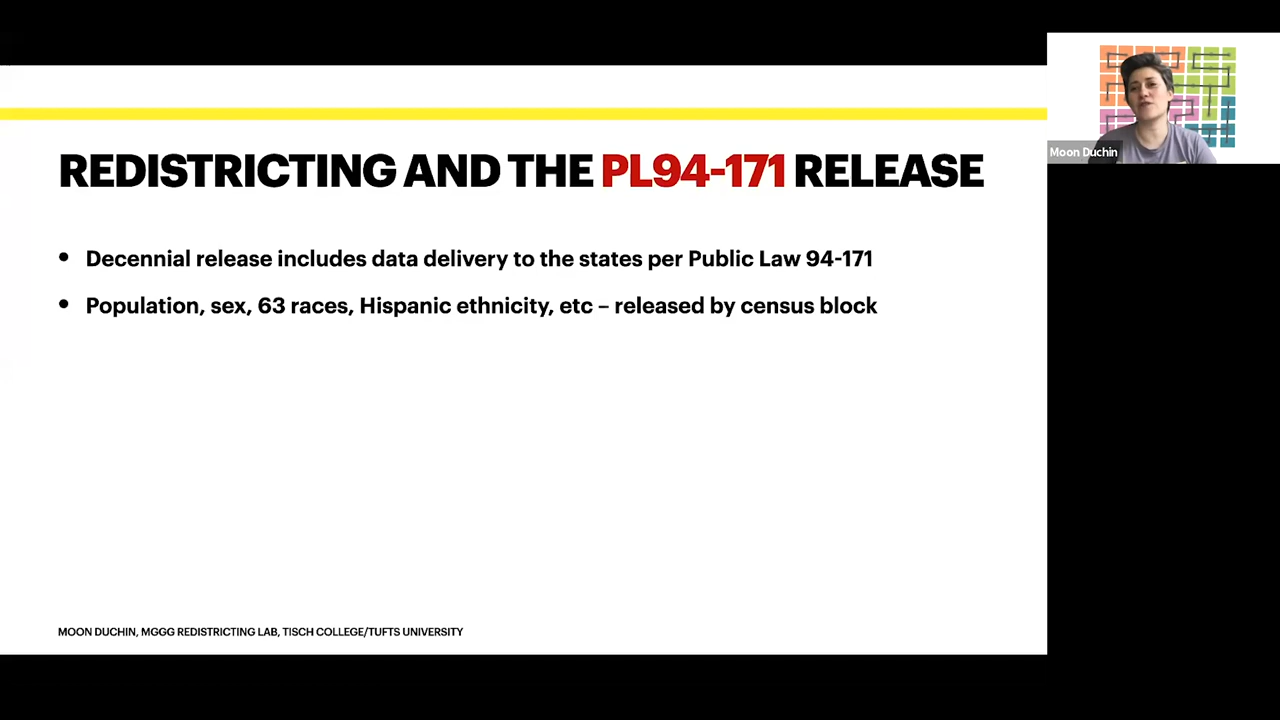 REDISTRICTING AND THE PL94-171 RELEASE
Moon Duchin
• Decennial release includes data delivery to the states per Public Law 94-171
• Population, sex, 63 races, Hispanic ethnicity, etc – released by census block
MOON DUCHIN, MGGG REDISTRICTING LAB, TISCH COLLEGE/TUFTS UNIVERSITY